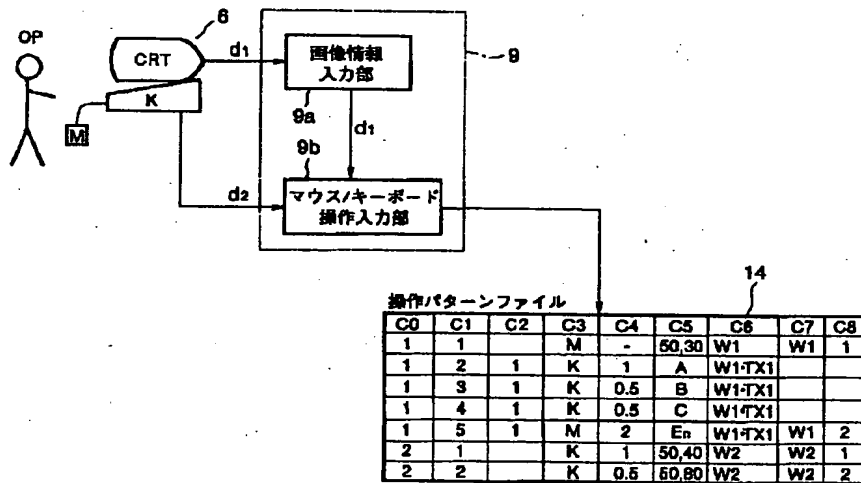 OP
6
CRT
K
M
d1
d2
画像情報
入力部
9a
d1
9b
マウス/キーボード
操作入力部
9
14
操作パターンファイル
C0 C1 C2 C3 C4 C5 C6 C7 C8
1 1 M - 50,30 W1 W1 1
1 2 1 K 1 A W1·TX1
1 3 1 K 0.5 B W1·TX1
1 4 1 K 0.5 C W1·TX1
1 5 1 M 2 En W1·TX1 W1 2
2 1 K 1 50,40 W2 W2 1
2 2 K 0.5 50,80 W2 W2 2